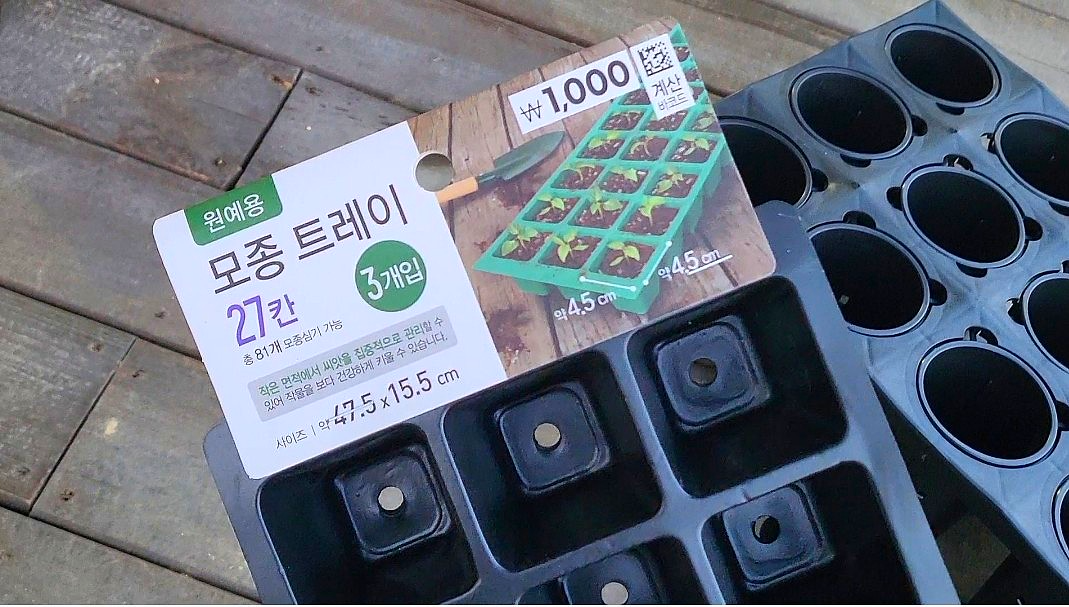 원예용
모종 트레이
27칸
3개입
총 81개 모종심기 가능
작은 면적에서 씨앗을 집중적으로 관리할 수
있어 작물을 보다 건강하게 키울 수 있습니다.
사이즈 | 약 47.5 x 15.5 cm
₩1,000
계산
바코드
약 4.5 cm
약 4.5 cm